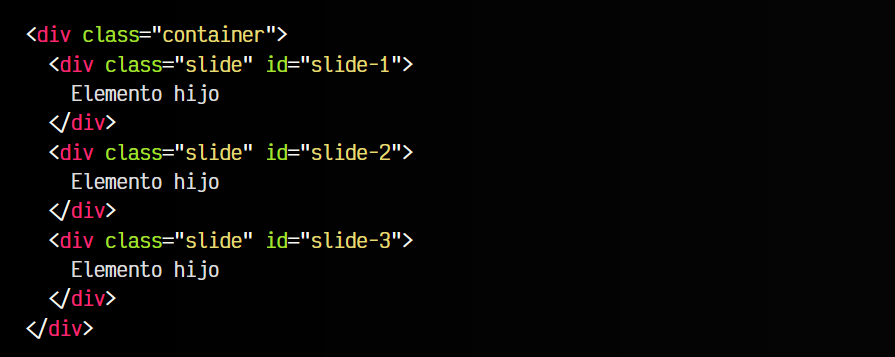 <div class="container">
  <div class="slide" id="slide-1">
    Elemento hijo
  </div>
  <div class="slide" id="slide-2">
    Elemento hijo
  </div>
  <div class="slide" id="slide-3">
    Elemento hijo
  </div>
</div>